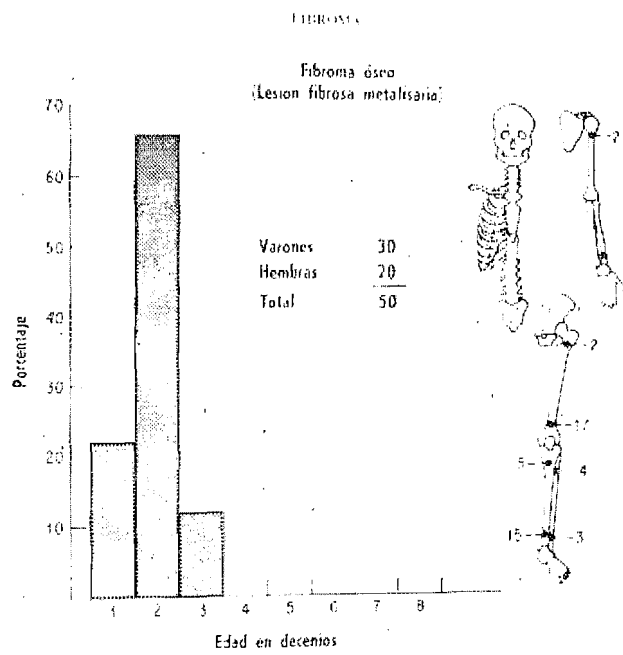 FIBROMA
Fibroma óseo
(Lesion fibrosa metafisaria)
70
60
50
40
30
20
10
Porcentaje
Varones 30
Hembras 20
Total 50
1 2 3 4 5 6 7 8
Edad en decenios
-2
-2
-17
4
15-
-3